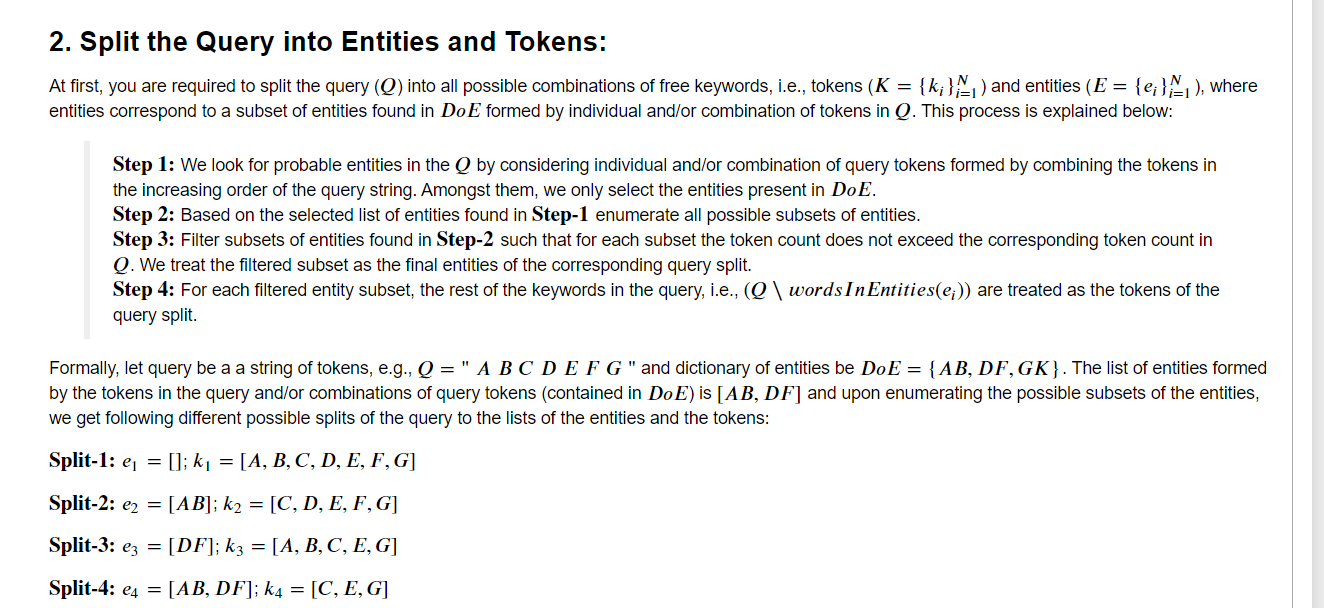 2. Split the Query into Entities and Tokens:
At first, you are required to split the query (Q) into all possible combinations of free keywords, i.e., tokens (K = {kᵢ}ᴺᵢ₌₁) and entities (E = {eᵢ}ᴺᵢ₌₁), where
entities correspond to a subset of entities found in DoE formed by individual and/or combination of tokens in Q. This process is explained below:
Step 1: We look for probable entities in the Q by considering individual and/or combination of query tokens formed by combining the tokens in
the increasing order of the query string. Amongst them, we only select the entities present in DoE.
Step 2: Based on the selected list of entities found in Step-1 enumerate all possible subsets of entities.
Step 3: Filter subsets of entities found in Step-2 such that for each subset the token count does not exceed the corresponding token count in
Q. We treat the filtered subset as the final entities of the corresponding query split.
Step 4: For each filtered entity subset, the rest of the keywords in the query, i.e., (Q \ wordsInEntities(eᵢ)) are treated as the tokens of the
query split.
Formally, let query be a a string of tokens, e.g., Q = " A B C D E F G " and dictionary of entities be DoE = {AB, DF, GK}. The list of entities formed
by the tokens in the query and/or combinations of query tokens (contained in DoE) is [AB, DF] and upon enumerating the possible subsets of the entities,
we get following different possible splits of the query to the lists of the entities and the tokens:
Split-1: e₁ = []; k₁ = [A, B, C, D, E, F, G]
Split-2: e₂ = [AB]; k₂ = [C, D, E, F, G]
Split-3: e₃ = [DF]; k₃ = [A, B, C, E, G]
Split-4: e₄ = [AB, DF]; k₄ = [C, E, G]